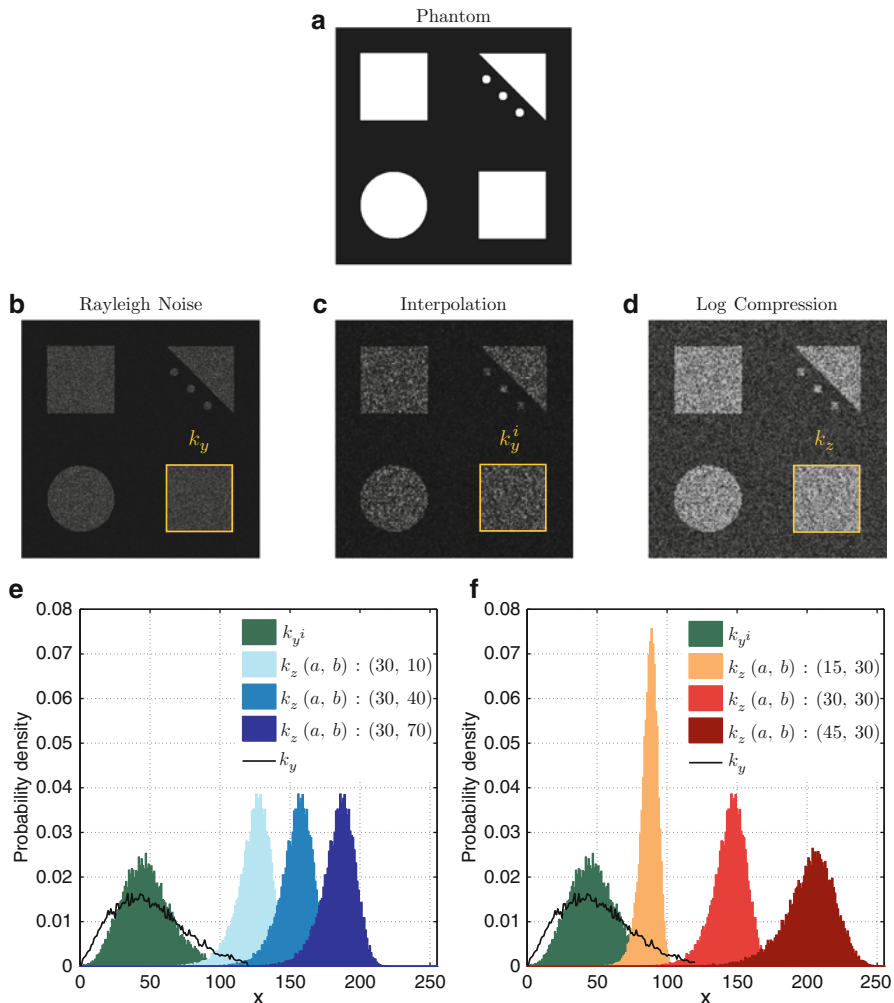 a
Phantom
b
Rayleigh Noise
c
Interpolation
d
Log Compression
k_y
k_y^i
k_z
e
0.08
0.07
0.06
0.05
0.04
0.03
0.02
0.01
0
Probability density
0 50 100 150 200 250
x
k_{y^i}
k_z (a, b) : (30, 10)
k_z (a, b) : (30, 40)
k_z (a, b) : (30, 70)
k_y
f
0.08
0.07
0.06
0.05
0.04
0.03
0.02
0.01
0
Probability density
0 50 100 150 200 250
x
k_{y^i}
k_z (a, b) : (15, 30)
k_z (a, b) : (30, 30)
k_z (a, b) : (45, 30)
k_y